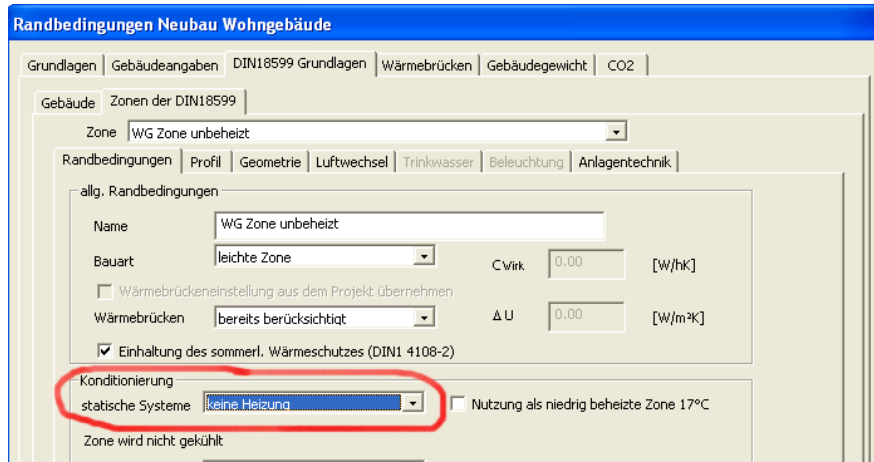 Randbedingungen Neubau Wohngebäude
Grundlagen Gebäudeangaben DIN18599 Grundlagen Wärmebrücken Gebäudegewicht CO2
Gebäude Zonen der DIN18599
Zone WG Zone unbeheizt
Randbedingungen Profil Geometrie Luftwechsel Trinkwasser Beleuchtung Anlagentechnik
allg. Randbedingungen
Name WG Zone unbeheizt
Bauart leichte Zone CWirk 0.00 [W/hK]
Wärmebrückeneinstellung aus dem Projekt übernehmen
Wärmebrücken bereits berücksichtigt ΔU 0.00 [W/m²K]
Einhaltung des sommerl. Wärmeschutzes (DIN1 4108-2)
Konditionierung
statische Systeme keine Heizung Nutzung als niedrig beheizte Zone 17°C
Zone wird nicht gekühlt